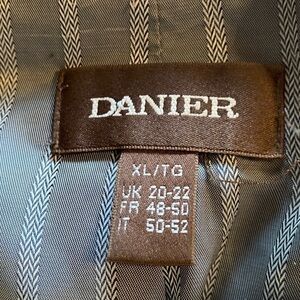 DANIER
XL/TG
UK 20-22
FR 48-50
IT 50-52